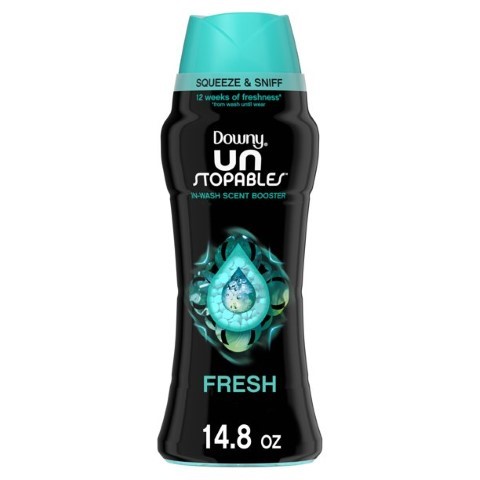 SQUEEZE & SNIFF
12 weeks of freshness*
*from wash until wear
Downy®
un
STOPABLES™
IN-WASH SCENT BOOSTER
FRESH
14.8 oz